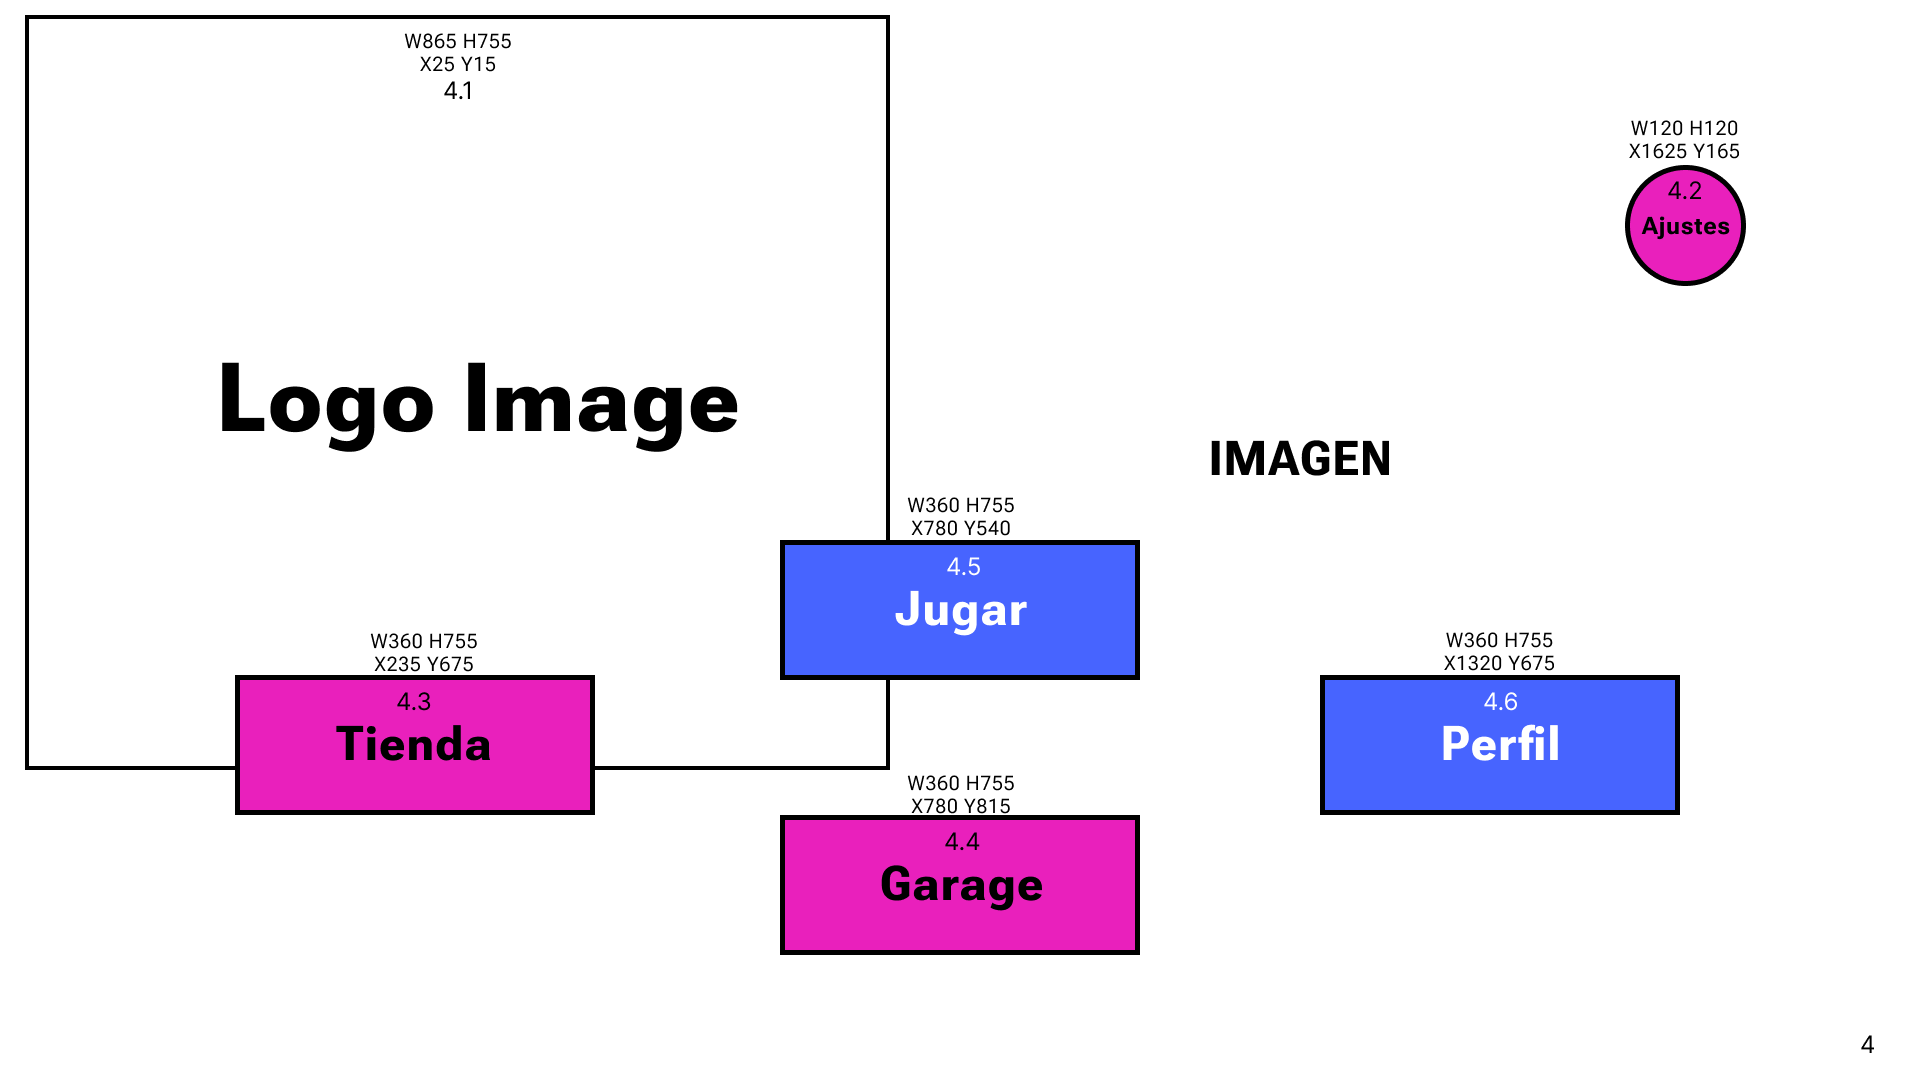 W865 H755
X25 Y15
4.1
W120 H120
X1625 Y165
4.2
Ajustes
Logo Image
IMAGEN
W360 H755
X780 Y540
4.5
Jugar
W360 H755
X235 Y675
4.3
Tienda
W360 H755
X1320 Y675
4.6
Perfil
W360 H755
X780 Y815
4.4
Garage
4